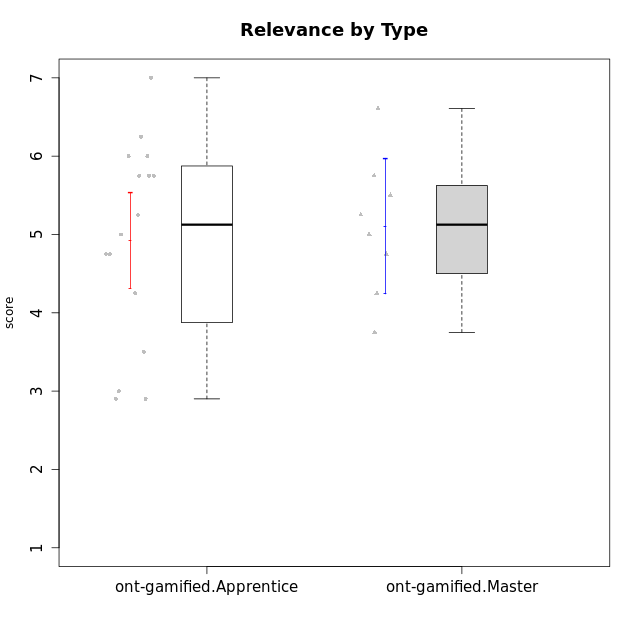 Relevance by Type
score
7
6
5
4
3
2
1
ont-gamified.Apprentice
ont-gamified.Master